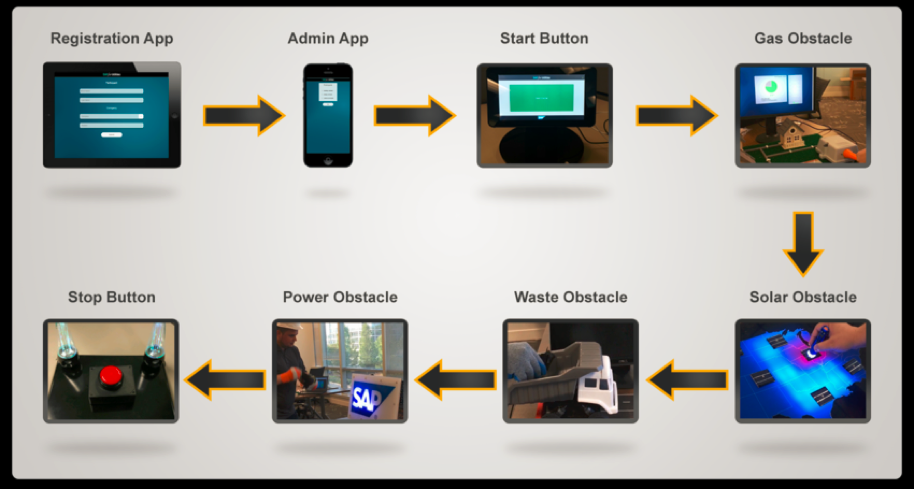 Registration App
Admin App
Start Button
Gas Obstacle
Stop Button
Power Obstacle
Waste Obstacle
Solar Obstacle
SAP